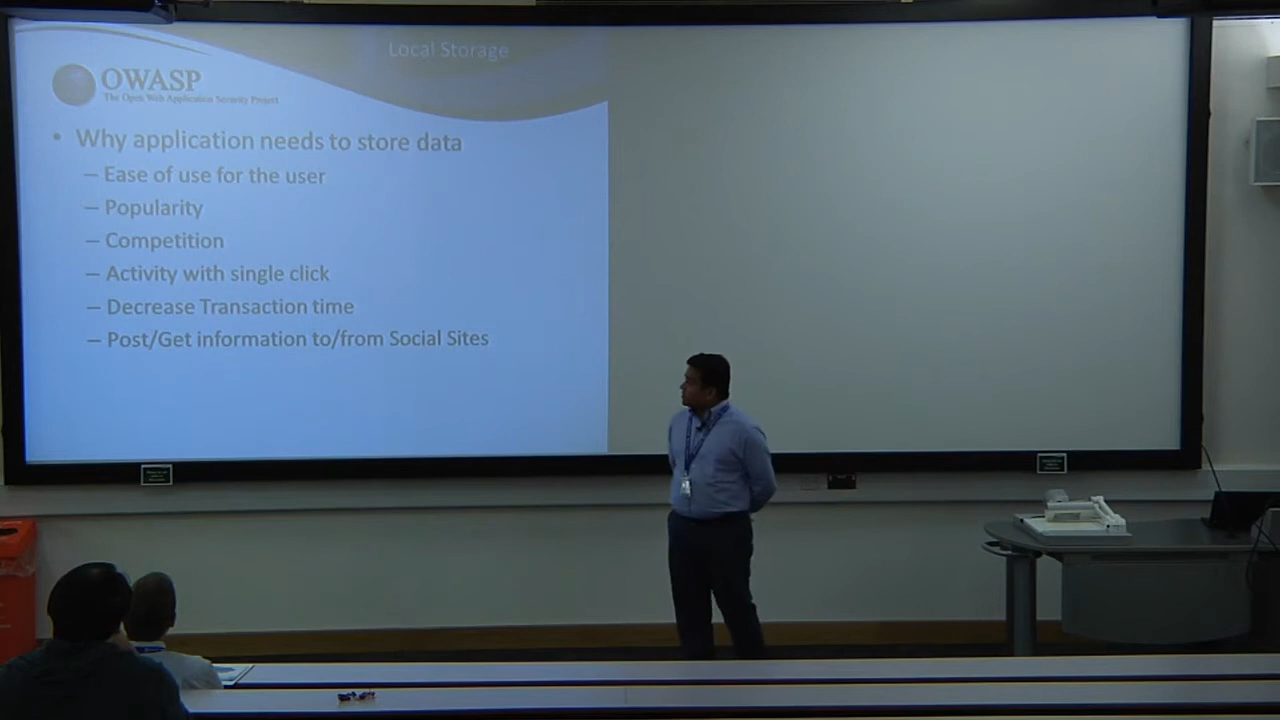 Local Storage
OWASP
The Open Web Application Security Project
• Why application needs to store data
– Ease of use for the user
– Popularity
– Competition
– Activity with single click
– Decrease Transaction time
– Post/Get information to/from Social Sites